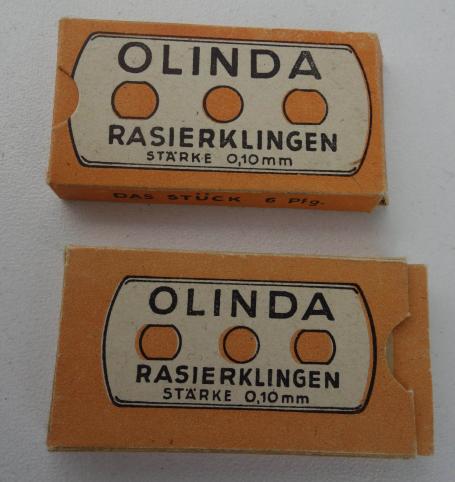 OLINDA
RASIERKLINGEN
STÄRKE 0,10mm
DAS STÜCK 6 Pfg.
OLINDA
RASIERKLINGEN
STÄRKE 0,10mm